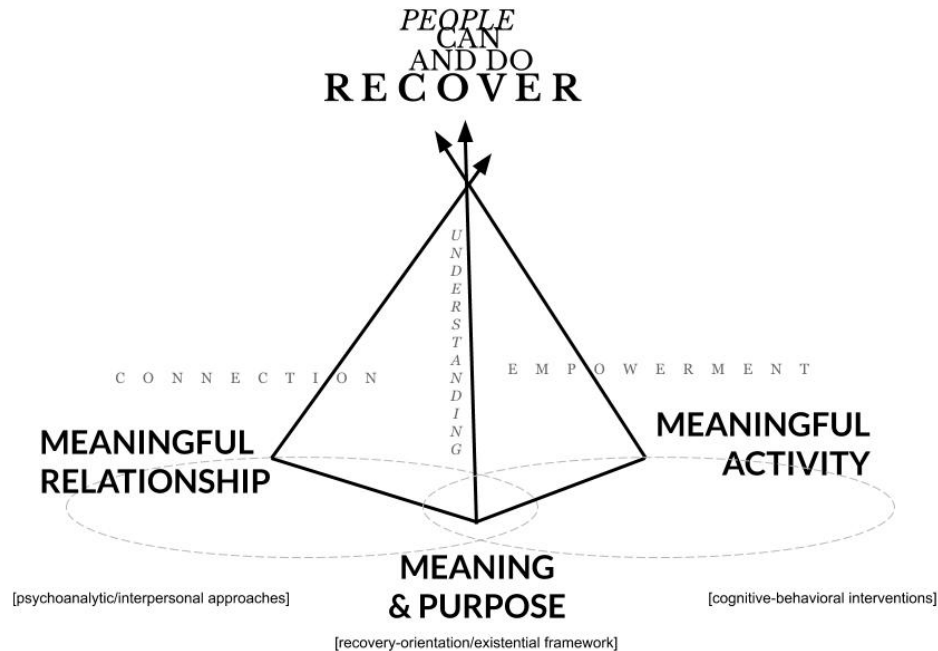 PEOPLE
CAN
AND DO
RECOVER
UNDERSTANDING
CONNECTION
EMPOWERMENT
MEANINGFUL
RELATIONSHIP
MEANINGFUL
ACTIVITY
MEANING
& PURPOSE
[psychoanalytic/interpersonal approaches]
[cognitive-behavioral interventions]
[recovery-orientation/existential framework]